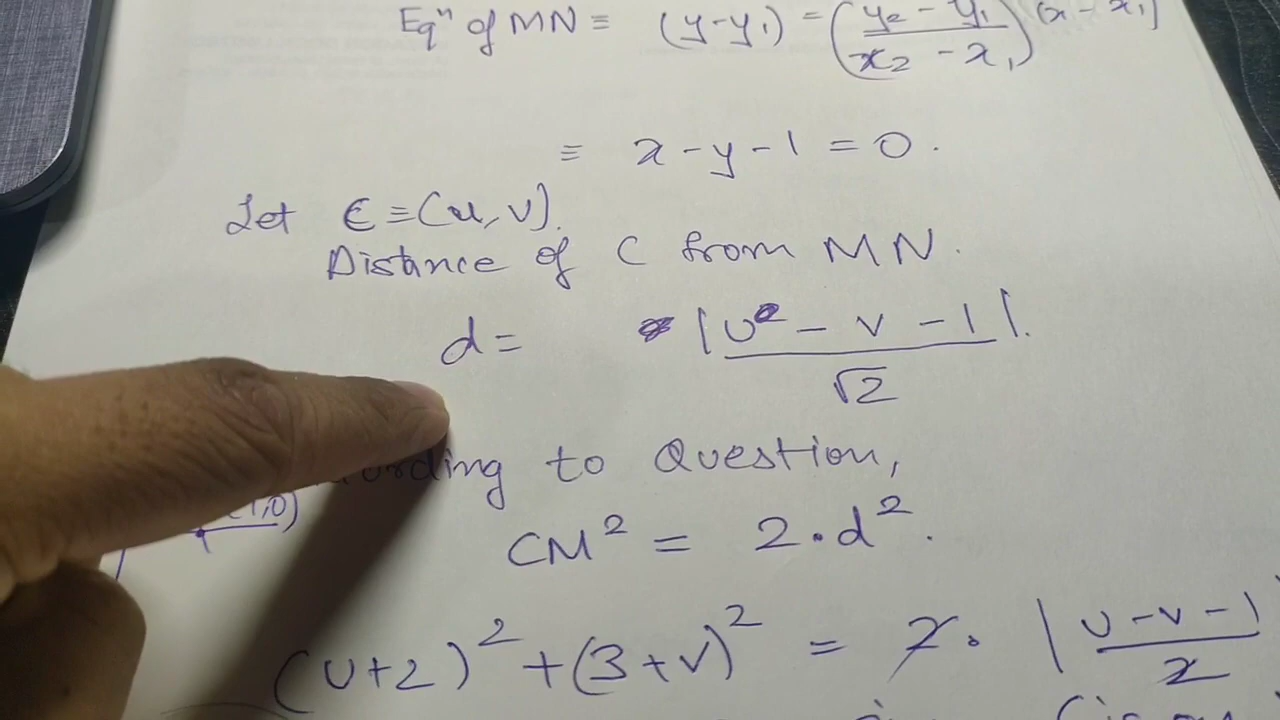 Eqⁿ of MN ≡ (y-y₁) = (y₂ - y₁ / x₂ - x₁) (x - x₁)
≡ x - y - 1 = 0.
Let C ≡ (u, v).
Distance of C from MN.
d = |u - v - 1| / √2.
to Question,
CM² = 2.d².
(u+2)² + (3+v)² = 2. |u - v - 1 / 2